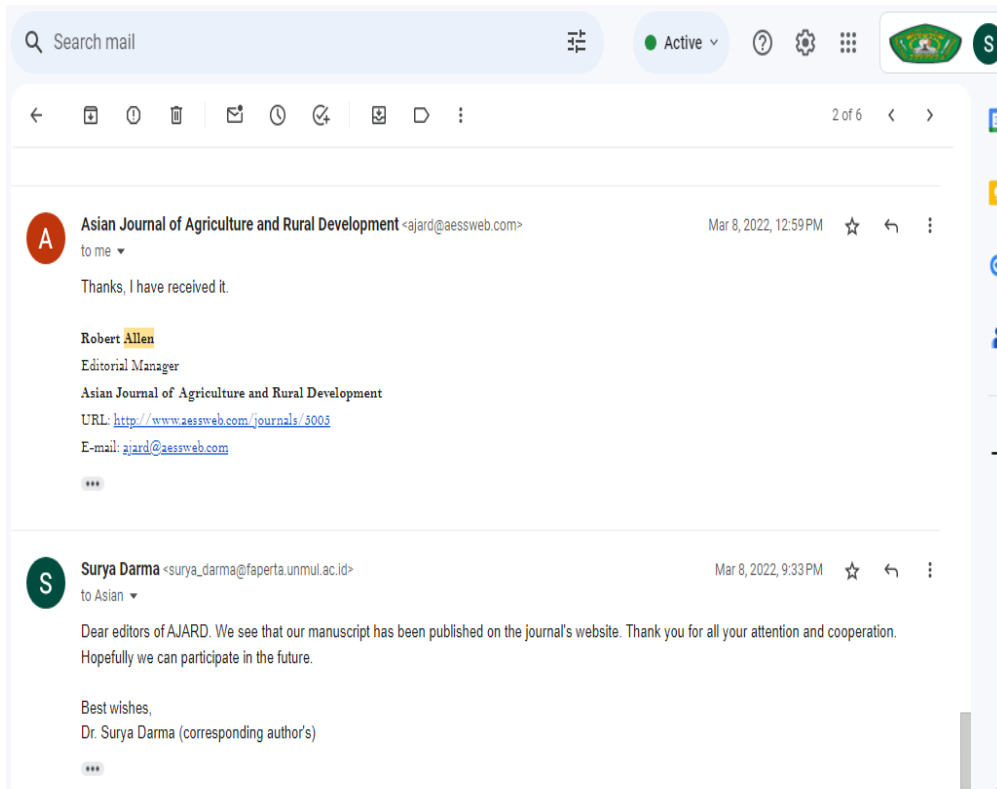 Search mail
Active
S
2 of 6
A
Asian Journal of Agriculture and Rural Development <ajard@aessweb.com>
Mar 8, 2022, 12:59 PM
to me
Thanks, I have received it.
Robert Allen
Editorial Manager
Asian Journal of Agriculture and Rural Development
URL: http://www.aessweb.com/journals/5005
E-mail: ajard@aessweb.com
S
Surya Darma <surya_darma@faperta.unmul.ac.id>
Mar 8, 2022, 9:33 PM
to Asian
Dear editors of AJARD. We see that our manuscript has been published on the journal's website. Thank you for all your attention and cooperation.
Hopefully we can participate in the future.
Best wishes,
Dr. Surya Darma (corresponding author's)